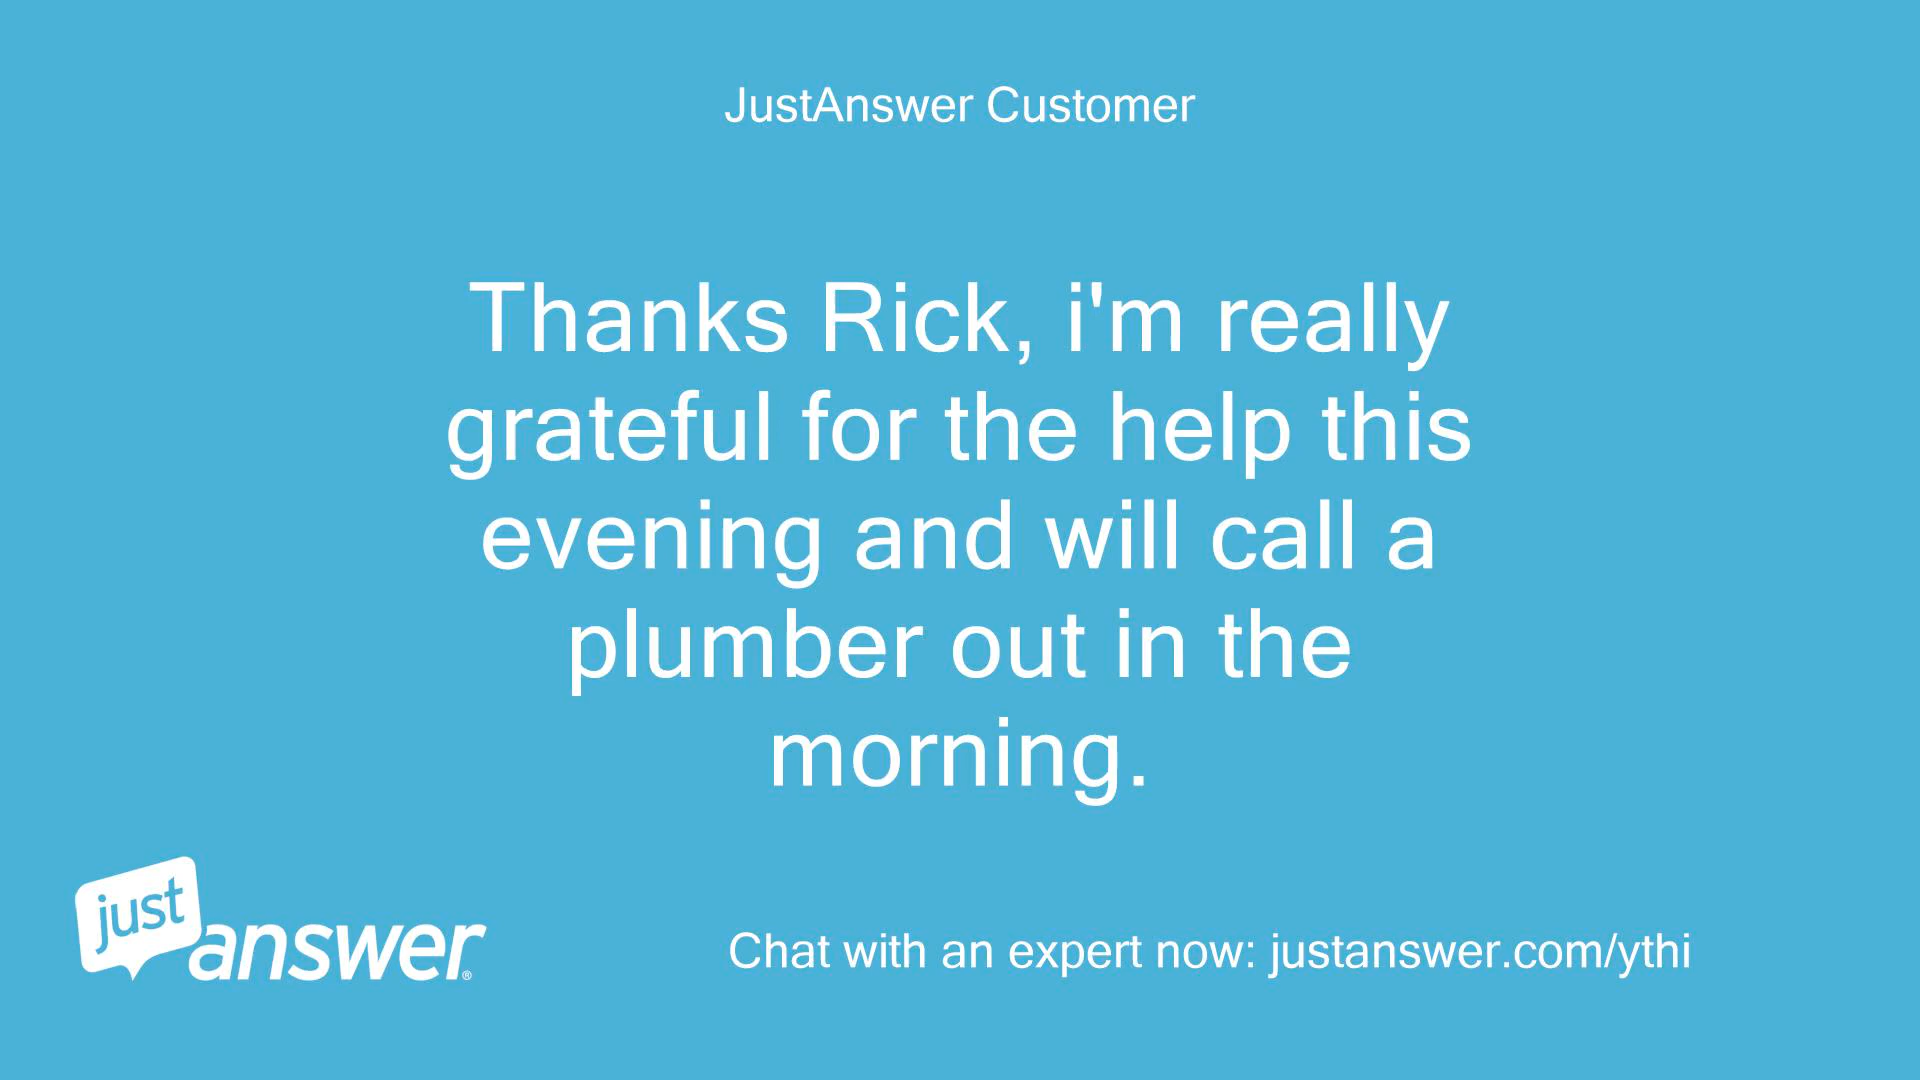 JustAnswer Customer
Thanks Rick, i'm really
grateful for the help this
evening and will call a
plumber out in the
morning.
just
answer®
Chat with an expert now: justanswer.com/ythi